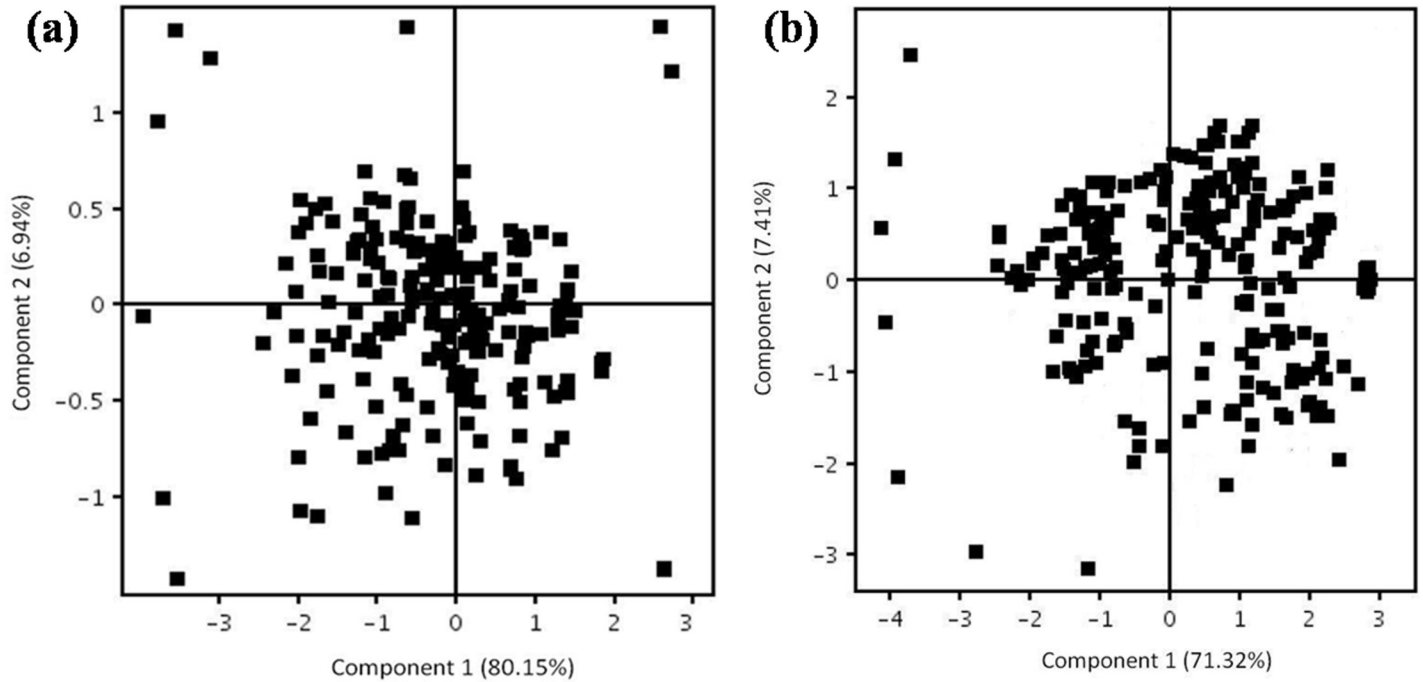 (a)
1
0.5
0
−0.5
−1
Component 2 (6.94%)
−3 −2 −1 0 1 2 3
Component 1 (80.15%)
(b)
2
1
0
−1
−2
−3
Component 2 (7.41%)
−4 −3 −2 −1 0 1 2 3
Component 1 (71.32%)